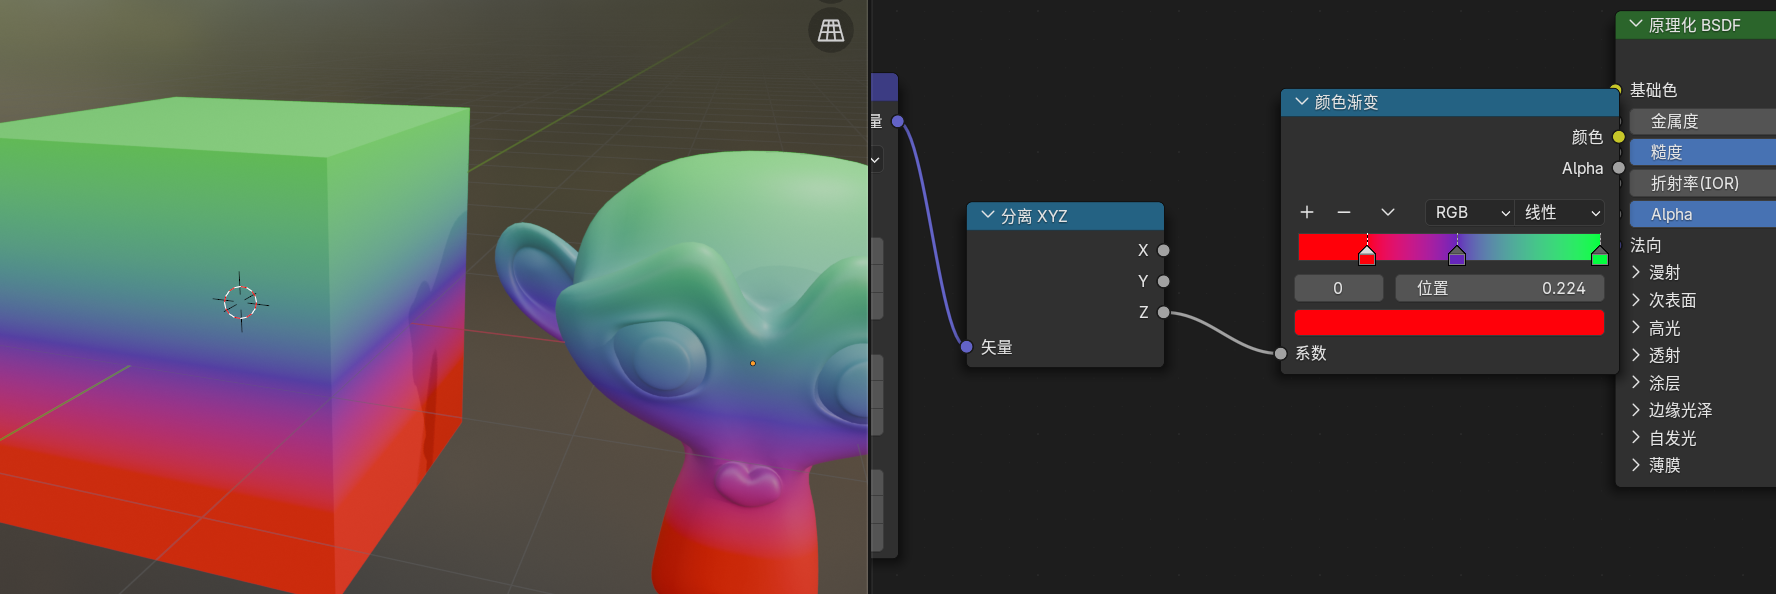 量
分离 XYZ
X
Y
Z
矢量
颜色渐变
颜色
Alpha
RGB 线性
0 位置 0.224
系数
原理化 BSDF
基础色
金属度
糙度
折射率(IOR)
Alpha
法向
漫射
次表面
高光
透射
涂层
边缘光泽
自发光
薄膜